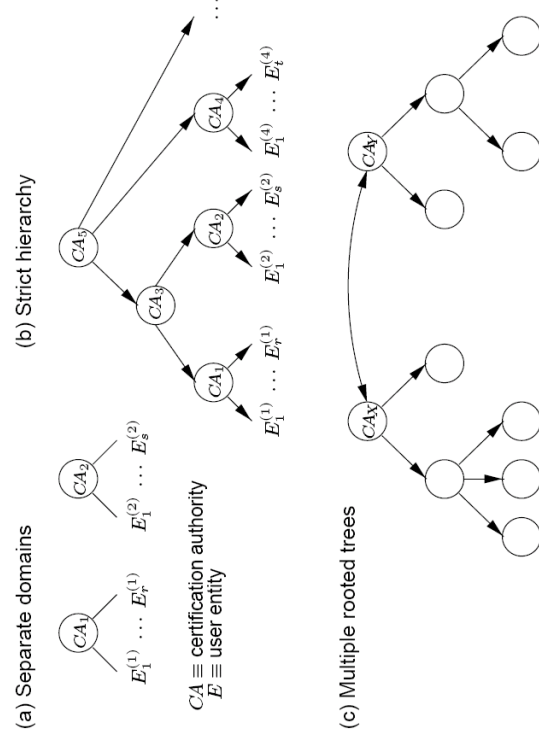 (a) Separate domains
CA₁
CA₂
E₁⁽¹⁾ ... Eᵣ⁽¹⁾
E₁⁽²⁾ ... Eₛ⁽²⁾
CA ≡ certification authority
E ≡ user entity
(b) Strict hierarchy
CA₅
...
CA₃
CA₁
CA₂
CA₄
E₁⁽¹⁾ ... Eᵣ⁽¹⁾
E₁⁽²⁾ ... Eₛ⁽²⁾
E₁⁽⁴⁾ ... Eₜ⁽⁴⁾
(c) Multiple rooted trees
CA_X
CA_Y